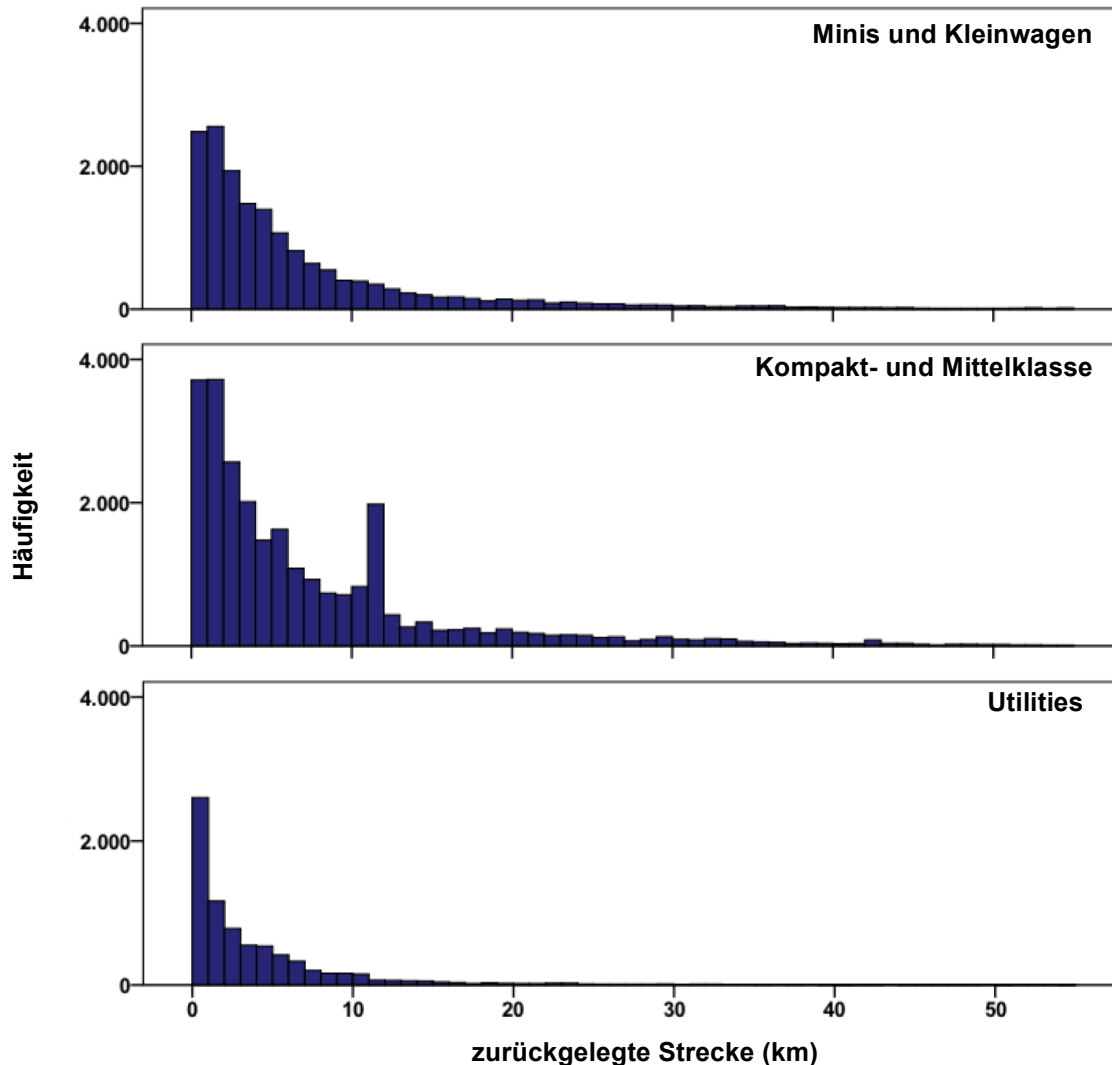 4.000
Minis und Kleinwagen
2.000
0
4.000
Kompakt- und Mittelklasse
2.000
0
Häufigkeit
4.000
Utilities
2.000
0
0 10 20 30 40 50
zurückgelegte Strecke (km)